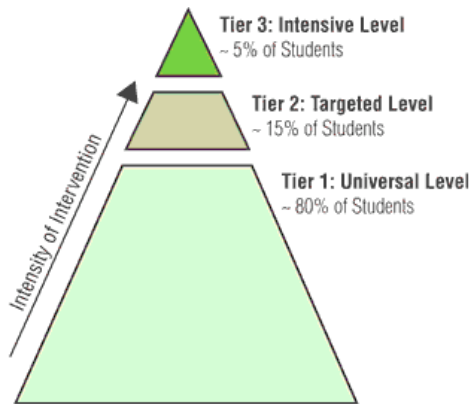 Tier 3: Intensive Level
~ 5% of Students
Tier 2: Targeted Level
~ 15% of Students
Tier 1: Universal Level
~ 80% of Students
Intensity of Intervention